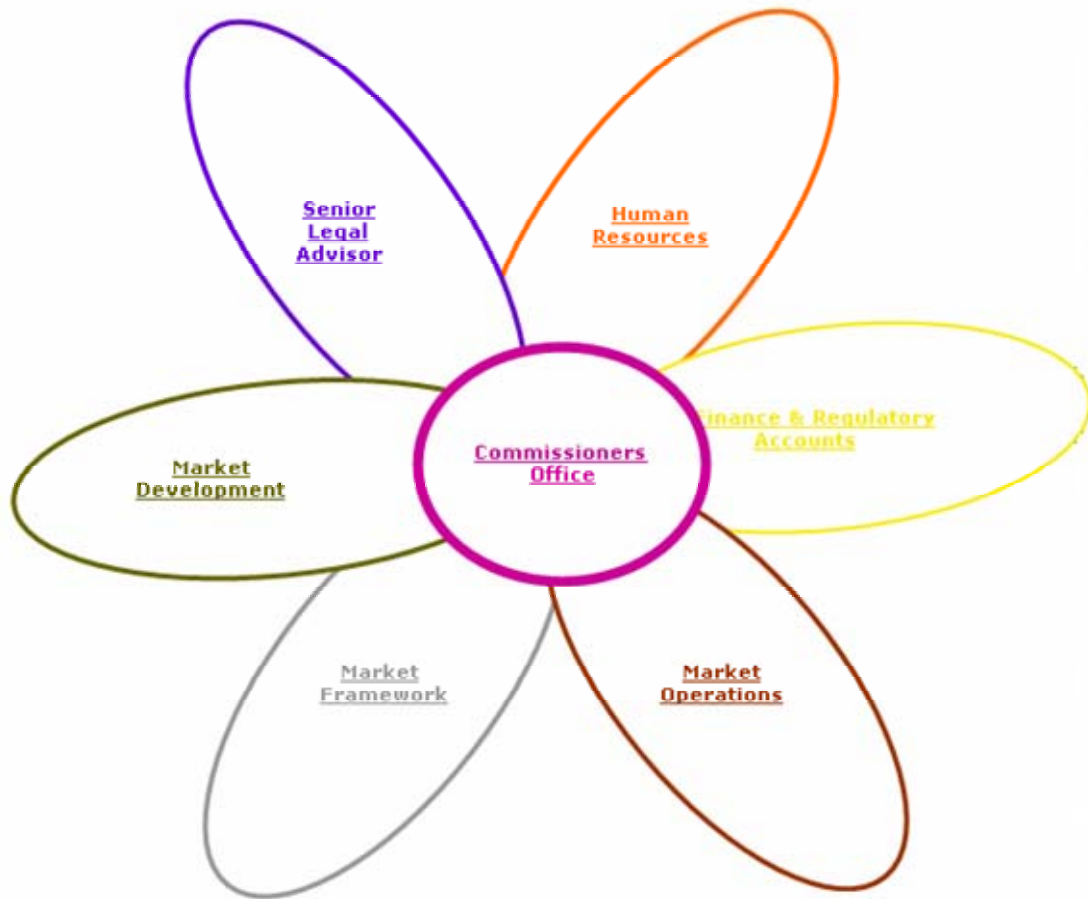 Senior
Legal
Advisor
Human
Resources
Finance & Regulatory
Accounts
Commissioners
Office
Market
Development
Market
Framework
Market
Operations